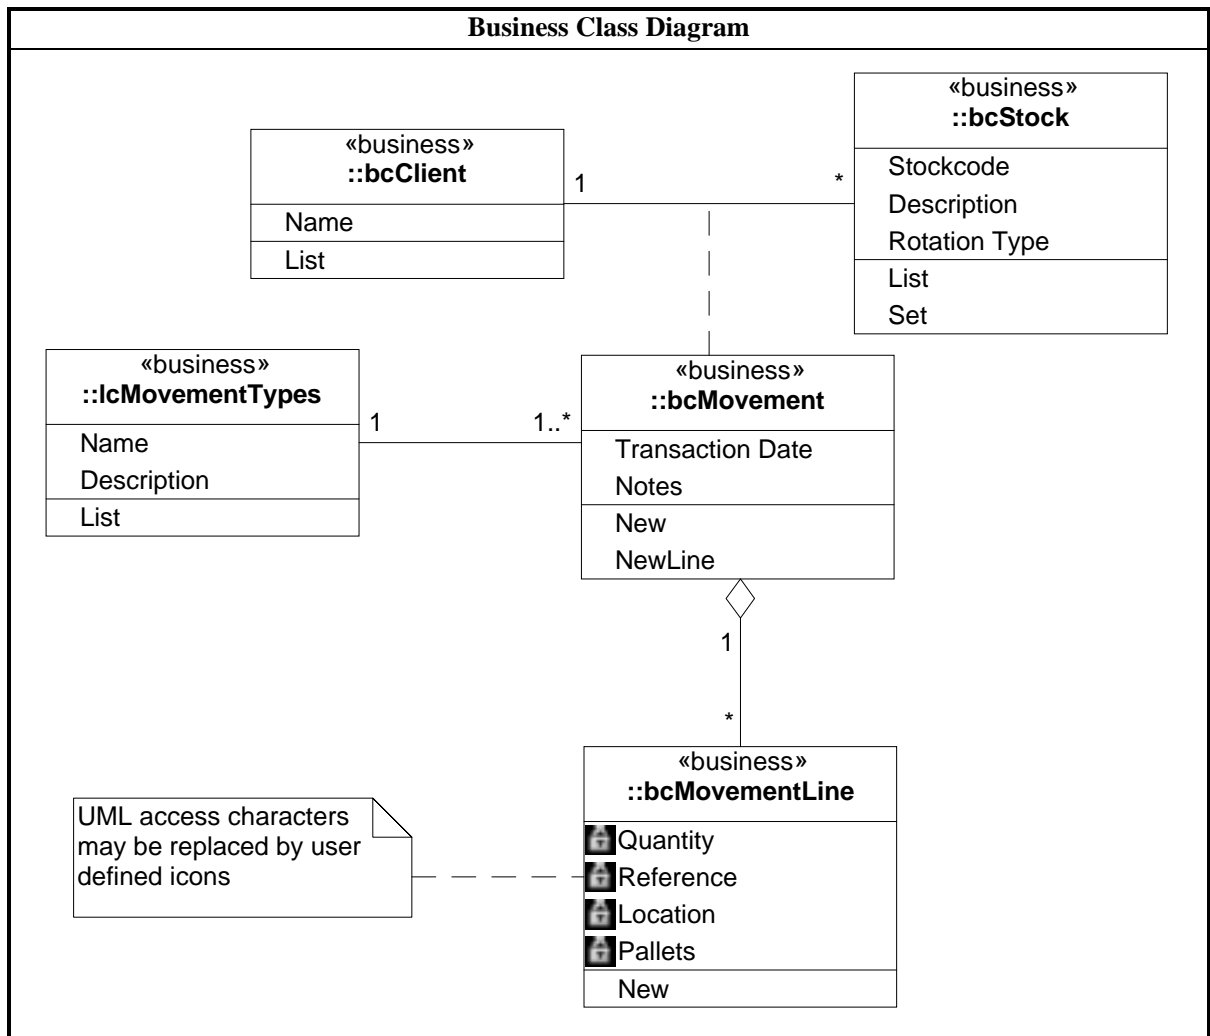 Business Class Diagram
«business»
::bcStock
Stockcode
Description
Rotation Type
List
Set
«business»
::bcClient
Name
List
1
*
«business»
::lcMovementTypes
Name
Description
List
1
1..*
«business»
::bcMovement
Transaction Date
Notes
New
NewLine
1
*
«business»
::bcMovementLine
Quantity
Reference
Location
Pallets
New
UML access characters
may be replaced by user
defined icons